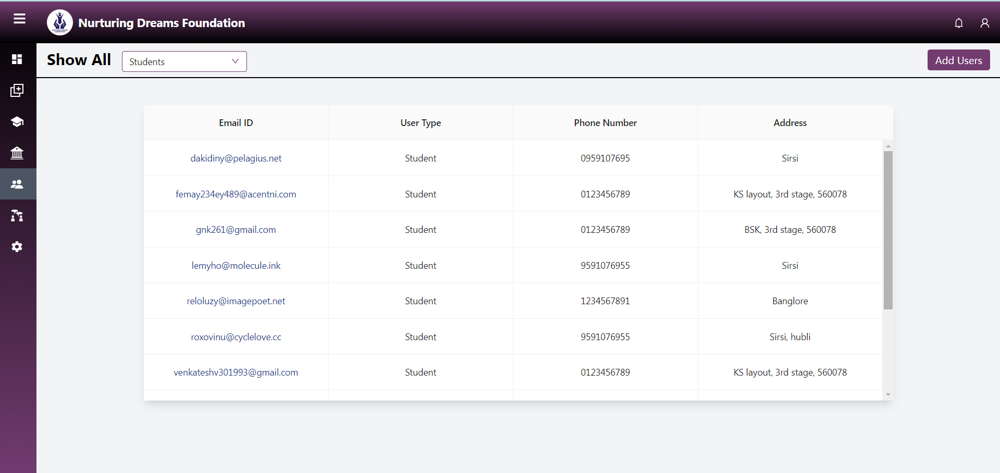 Nurturing Dreams Foundation
Show All
Students
Add Users
Email ID User Type Phone Number Address
dakidiny@pelagius.net Student 0959107695 Sirsi
femay234ey489@acentni.com Student 0123456789 KS layout, 3rd stage, 560078
gnk261@gmail.com Student 0123456789 BSK, 3rd stage, 560078
lemyho@molecule.ink Student 9591076955 Sirsi
reloluzy@imagepoet.net Student 1234567891 Banglore
roxovinu@cyclelove.cc Student 9591076955 Sirsi, hubli
venkateshv301993@gmail.com Student 0123456789 KS layout, 3rd stage, 560078